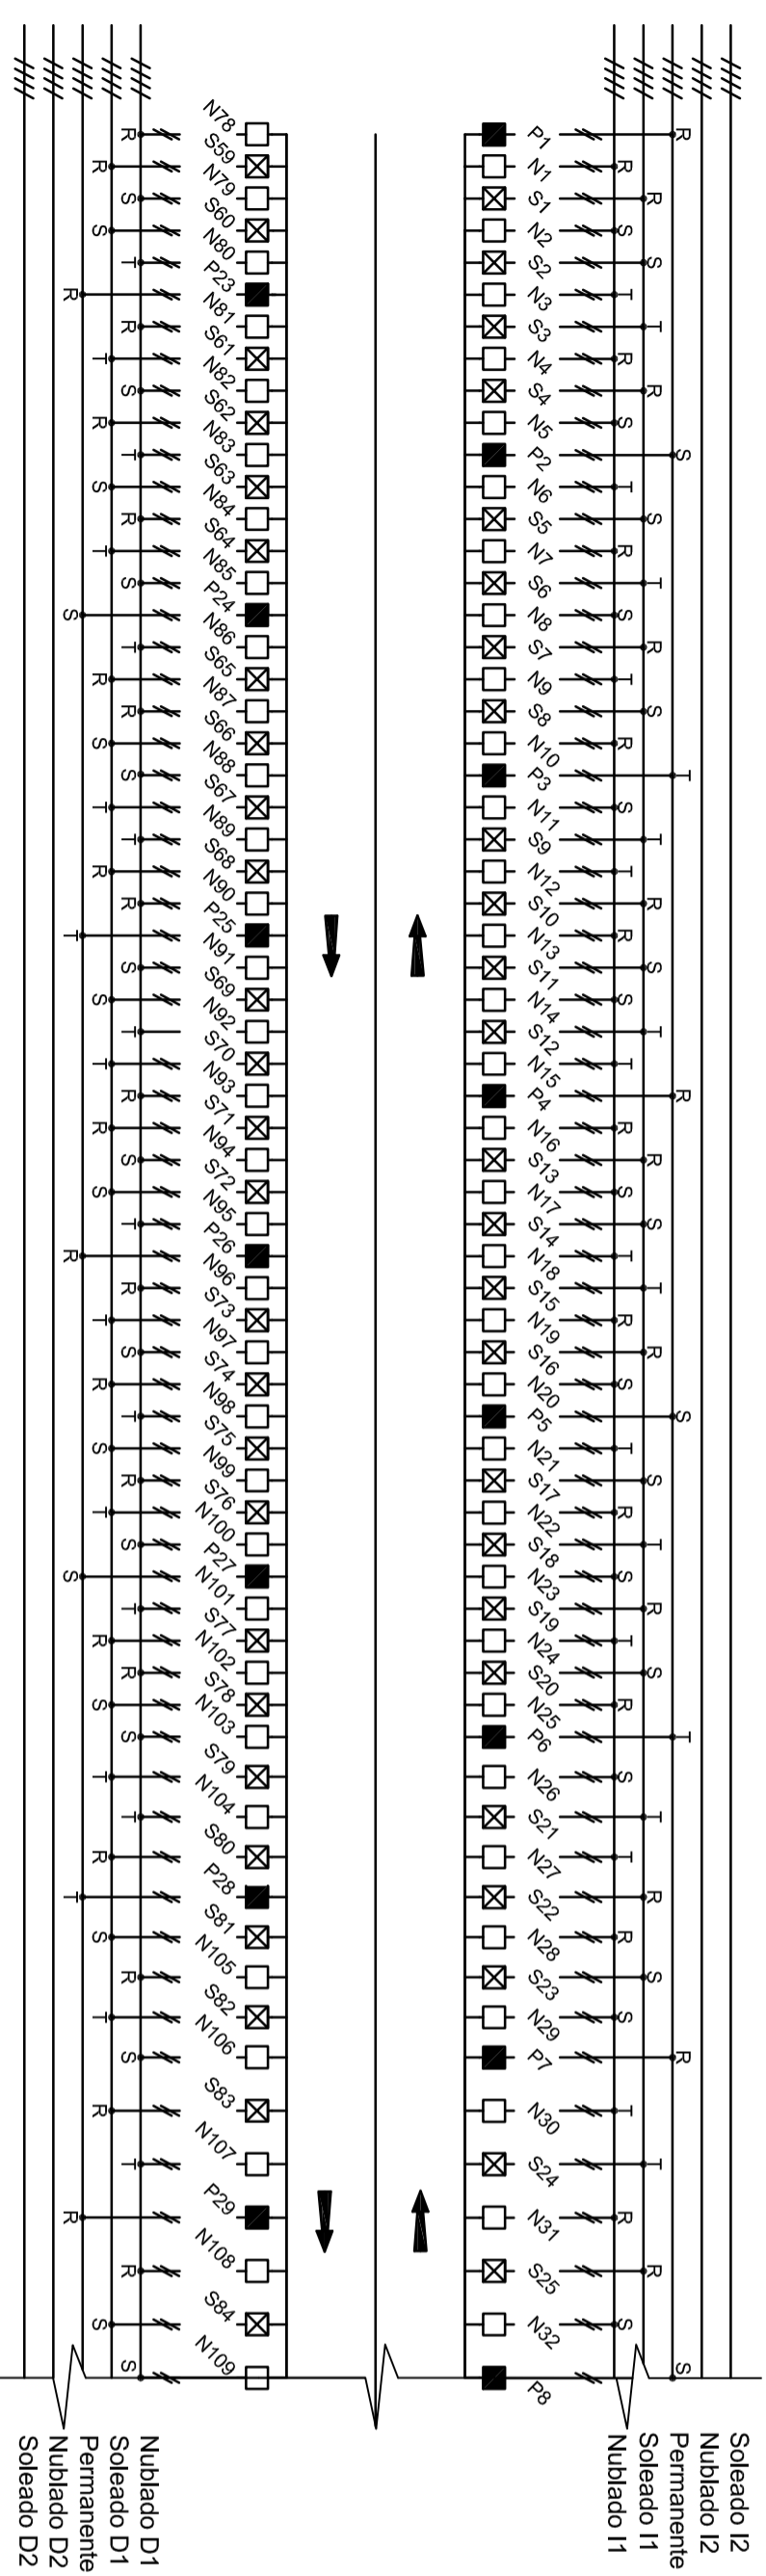 Soleado I2
Nublado I2
R S T R S T R S Permanente
R S T R S T R S T R S T R S T R S T R S T R S T R Soleado I1
R S T R S T R S T R S T R S T R S T R S T R S T R S T R S T R S Nublado I1
P1 N1 S1 N2 S2 N3 S3 N4 S4 N5 P2 N6 S5 N7 S6 N8 S7 N9 S8 N10 P3 N11 S9 N12 S10 N13 S11 N14 S12 N15 P4 N16 S13 N17 S14 N18 S15 N19 S16 N20 P5 N21 S17 N22 S18 N23 S19 N24 S20 N25 P6 N26 S21 N27 S22 N28 S23 N29 P7 N30 S24 N31 S25 N32 P8
N78 S59 N79 S60 N80 P23 N81 S61 N82 S62 N83 S63 N84 S64 N85 P24 N86 S65 N87 S66 N88 S67 N89 S68 N90 P25 N91 S69 N92 S70 N93 S71 N94 S72 N95 P26 N96 S73 N97 S74 N98 S75 N99 S76 N100 P27 N101 S77 N102 S78 N103 S79 N104 S80 P28 S81 N105 S82 N106 S83 N107 P29 N108 S84 N109
R S T R S T R S T R S T R S T R S T R S T R S T R S T R S T R S Nublado D1
R S T R S T R S T R S T R S T R S T R S T R S T R S Soleado D1
R S T R S T R Permanente
Nublado D2
Soleado D2